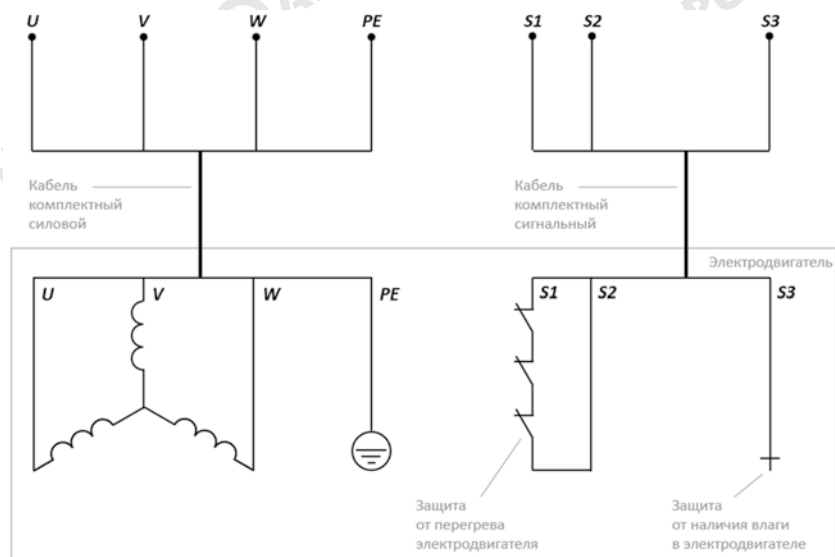 U V W PE S1 S2 S3
Кабель
комплектный
силовой
Кабель
комплектный
сигнальный
Электродвигатель
U V W PE S1 S2 S3
Защита
от перегрева
электродвигателя
Защита
от наличия влаги
в электродвигателе